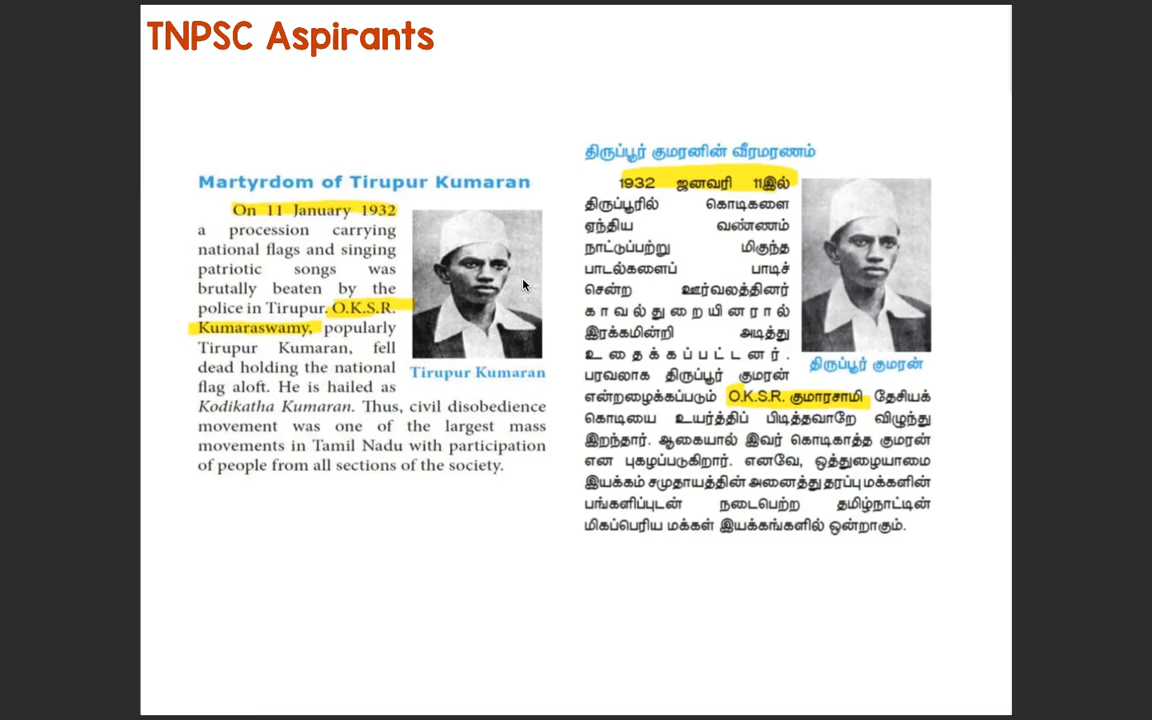 TNPSC Aspirants
Martyrdom of Tirupur Kumaran
On 11 January 1932
a procession carrying
national flags and singing
patriotic songs was
brutally beaten by the
police in Tirupur. O.K.S.R.
Kumaraswamy, popularly
Tirupur Kumaran, fell
dead holding the national
flag aloft. He is hailed as
Tirupur Kumaran
Kodikatha Kumaran. Thus, civil disobedience
movement was one of the largest mass
movements in Tamil Nadu with participation
of people from all sections of the society.
திருப்பூர் குமரனின் வீரமரணம்
1932 ஜனவரி 11இல்
திருப்பூரில் கொடிகளை
ஏந்திய வண்ணம்
நாட்டுப்பற்று மிகுந்த
பாடல்களைப் பாடிச்
சென்ற ஊர்வலத்தினர்
காவல்துறையினரால்
இரக்கமின்றி அடித்து
உதைக்கப்பட்டனர்.
பரவலாக திருப்பூர் குமரன்
திருப்பூர் குமரன்
என்றழைக்கப்படும் O.K.S.R. குமாரசாமி தேசியக்
கொடியை உயர்த்திப் பிடித்தவாறே விழுந்து
இறந்தார். ஆகையால் இவர் கொடிகாத்த குமரன்
என புகழப்படுகிறார். எனவே, ஒத்துழையாமை
இயக்கம் சமுதாயத்தின் அனைத்து தரப்பு மக்களின்
பங்களிப்புடன் நடைபெற்ற தமிழ்நாட்டின்
மிகப்பெரிய மக்கள் இயக்கங்களில் ஒன்றாகும்.